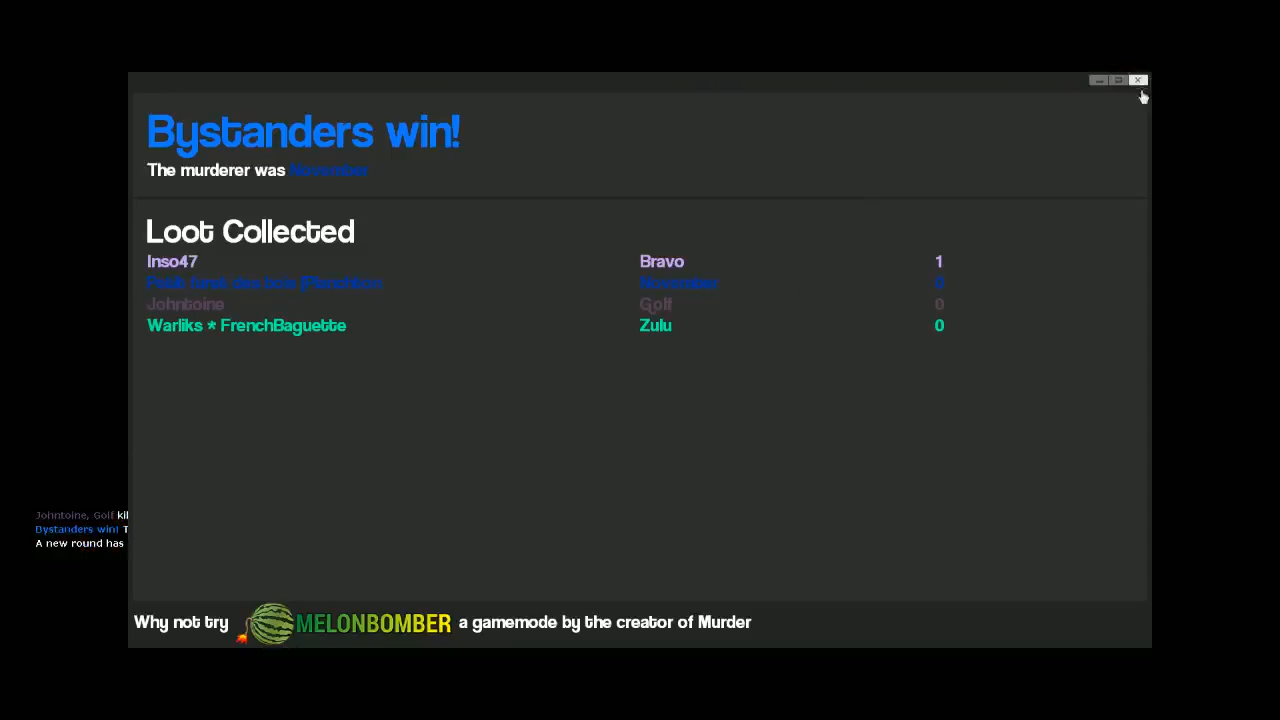 Bystanders win!
The murderer was November
Loot Collected
Inso47 Bravo 1
November 0
Johntoine Golf 0
Warliks * FrenchBaguette Zulu 0
Johntoine, Golf kil
Bystanders win! T
A new round has
Why not try MELONBOMBER a gamemode by the creator of Murder